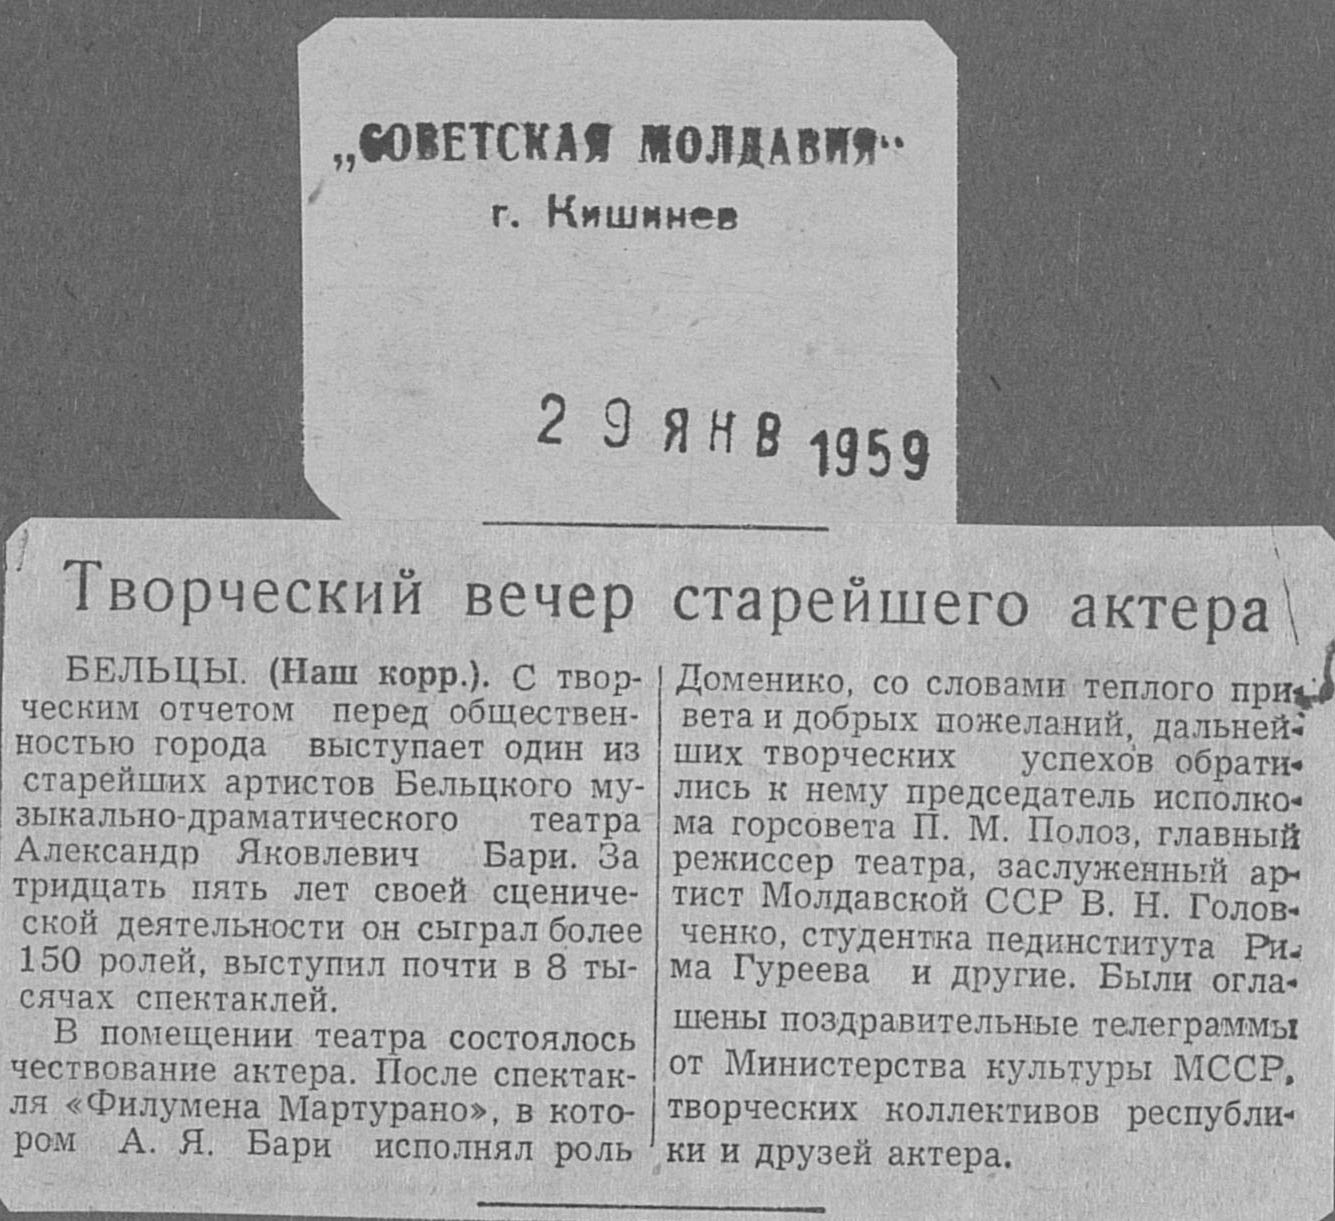 „СОВЕТСКАЯ МОЛДАВИЯ“
г. Кишинев
29 ЯНВ 1959
Творческий вечер старейшего актера
БЕЛЬЦЫ. (Наш корр.). С твор-
ческим отчетом перед обществен-
ностью города выступает один из
старейших артистов Бельцкого му-
зыкально-драматического театра
Александр Яковлевич Бари. За
тридцать пять лет своей сцениче-
ской деятельности он сыграл более
150 ролей, выступил почти в 8 ты-
сячах спектаклей.
В помещении театра состоялось
чествование актера. После спектак-
ля «Филумена Мартурано», в кото-
ром А. Я. Бари исполнял роль
Доменико, со словами теплого при-
вета и добрых пожеланий, дальней-
ших творческих успехов обрати-
лись к нему председатель исполко-
ма горсовета П. М. Полоз, главный
режиссер театра, заслуженный ар-
тист Молдавской ССР В. Н. Голов-
ченко, студентка пединститута Ри-
ма Гуреева и другие. Были огла-
шены поздравительные телеграммы
от Министерства культуры МССР,
творческих коллективов республи-
ки и друзей актера.